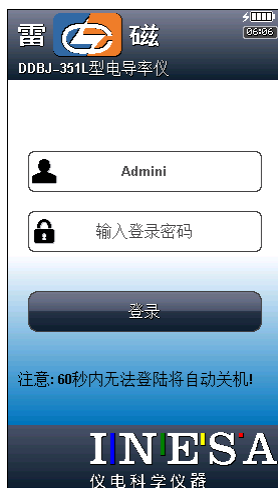 雷 磁
06:06
DDBJ-351L型电导率仪
Admini
输入登录密码
登录
注意: 60秒内无法登陆将自动关机!
INESA
仪电科学仪器